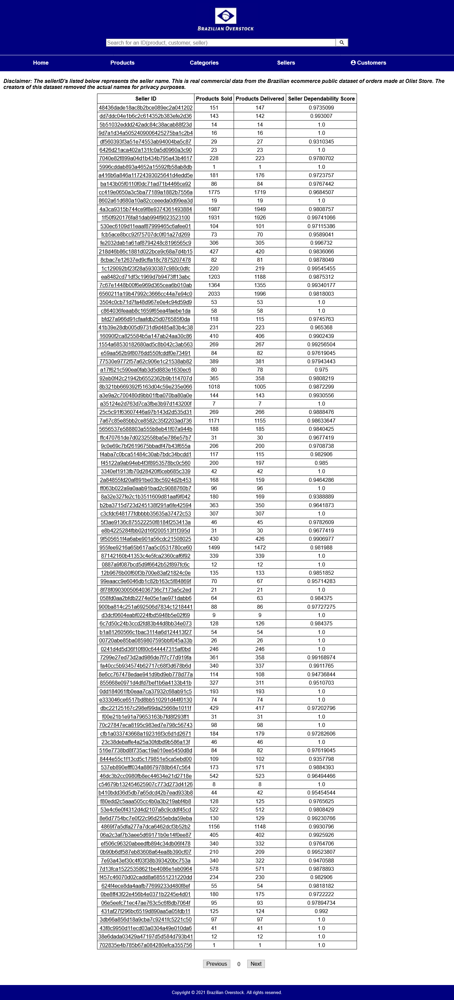 BRAZILIAN OVERSTOCK
Search for an ID(product, customer, seller)
Home Products Categories Sellers Customers
Disclaimer: The sellerID's listed below represents the seller name. This is real commercial data from the Brazilian ecommerce public dataset of orders made at Olist Store. The
creators of this dataset removed the actual names for privacy purposes.
Seller ID Products Sold Products Delivered Seller Dependability Score
48436dade18ac8b2bce089ec2a041202 151 147 0.9735099
dd7ddc04e1b6c2c614352b383efe2d36 143 142 0.993007
5b51032eddd242adc84c38acab88f23d 14 14 1.0
9d7a1d34a5052409006425275ba1c2b4 16 16 1.0
df560393f3a51e74553ab94004ba5c87 29 27 0.9310345
6426d21aca402a131fc0a5d0960a3c90 23 23 1.0
7040e82f899a04d1b434b795a43b4617 228 223 0.9780702
5996cddab893a4652a15592fb58ab8db 1 1 1.0
a416b6a846a11724393025641d4edd5e 181 176 0.9723757
ba143b05f0110f0dc71ad71b4466ce92 86 84 0.9767442
cc419e0650a3c5ba77189a1882b7556a 1775 1719 0.9684507
8602a61d680a10a82cceeeda0d99ea3d 19 19 1.0
4a3ca9315b744ce9f8e9374361493884 1987 1949 0.9808757
1f50f920176fa81dab994f9023523100 1931 1926 0.99741066
530ec6109d11eaaf87999465c6afee01 104 101 0.97115386
fcb5ace8bcc92f75707dc0f01a27d269 73 70 0.9589041
fe2032dab1a61af8794248c8196565c9 306 305 0.996732
218d46b86c1881d022bce9c68a7d4b15 427 420 0.9836066
8cbac7e12637ed9cffa18c7875207478 82 81 0.9878049
1c129092bf23f28a5930387c980c0dfc 220 219 0.99545455
ea8482cd71df3c1969d7b9473ff13abc 1203 1188 0.9875312
7c67e1448b00f6e969d365cea6b010ab 1364 1355 0.99340177
6560211a19b47992c3666cc44a7e94c0 2033 1996 0.9818003
3504c0cb71d7fa48d967e0e4c94d59d9 53 53 1.0
c864036feaab8c1659f65ea4faebe1da 58 58 1.0
bfd27a966d91cfaafdb25d076585f0da 118 115 0.9745763
41b39e28db005d9731d9d485a83b4c38 231 223 0.965368
16090f2ca825584b5a147ab24aa30c86 410 406 0.9902439
1554a68530182680ad5c8b042c3ab563 269 267 0.99256504
e59aa562b9f8076dd550fcddf0e73491 84 82 0.97619045
77530e9772f57a62c906e1c21538ab82 389 381 0.97943443
a17f621c590ea0fab3d5d883e1630ec6 80 78 0.975
92eb0f42c21942b6552362b9b114707d 365 358 0.9808219
8b321bb669392f5163d04c59e235e066 1018 1005 0.9872299
a3e9a2c700480d9bb01fba070ba80a0e 144 143 0.9930556
a35124e2d763d7ca3fbe3b97d143200f 7 7 1.0
25c5c91f63607446a97b143d2d535d31 269 266 0.9888476
7a67c85e85bb2ce8582c35f2203ad736 1171 1155 0.98633647
5656537e588803a555b8eb41f07a944b 188 185 0.9840425
ffc470761de7d0232558ba5e786e57b7 31 30 0.9677419
9c0e69c7bf2619675bbadf47b43f655a 206 200 0.9708738
f4aba7c0bca51484c30ab7bdc34bcdd1 117 115 0.982906
f45122a9ab94eb4f3f8953578bc0c560 200 197 0.985
3340ef1913fb70d28420f6ceb685c339 42 42 1.0
2a84855fd20af891be03bc5924d2b453 168 159 0.9464286
ff063b022a9a0aab91bad2c9088760b7 96 96 1.0
8a32e327fe2c1b3511609d81aaf9f042 180 169 0.9388889
b2ba3715d723d245138f291a6fe42594 363 350 0.9641873
c3cfdc648177fdbbbb35635a37472c53 307 307 1.0
5f3ae9136c875522250f8184f253413a 46 45 0.9782609
e8b4225284fbb02d16f200513f1f395d 31 30 0.9677419
9f505651f4a6abe901a56cdc21508025 430 426 0.9906977
955fee9216a65b617aa5c0531780ce60 1499 1472 0.981988
87142160b41353c4e5fca2360caf6f92 339 339 1.0
0887a9f087bcd5d9f6642b52f897fc6c 12 12 1.0
12b9676b00f60f3b700e83af21824c0e 135 133 0.9851852
99eaacc9e6046db1c82b163c5f84869f 70 67 0.95714283
8f78f0903005064036736c7173a5c2ed 21 21 1.0
058fd0aa2bfdb2274e05e1ae971dabb6 64 63 0.984375
900ba814c251a692506d7834c1218441 88 86 0.97727275
d3dcf0604eabf0224fbd5948b5e02f69 9 9 1.0
6c7d50c24b3ccd2fd83b44d8bb34e073 128 126 0.984375
b1a81260566c1bac3114a6d124413f27 54 54 1.0
00720abe85ba0859807595bbf045a33b 26 26 1.0
0241d4d5d36f10f80c644447315af0bd 246 246 1.0
7299e27ed73d2ad986de7f7c77d919fa 361 358 0.99168974
fa40cc5b934574b62717c68f3d678b6d 340 337 0.9911765
8e6cc767478edae941d9bd9eb778d77a 114 108 0.94736844
855668e0971d4dfd7bef1b6a4133b41b 327 311 0.9510703
0dd184061fb0eaa7ca37932c68ab91c5 193 193 1.0
e333046ce6517bd8bb510291d44f0130 74 74 1.0
dbc22125167c298ef99da25668e1011f 429 417 0.97202796
f00e21b1e91a79653163b7fd8f293ff1 31 31 1.0
70c27847eca8195c983ed7e798c56743 98 98 1.0
cfb1a033743668a192316f3c6d1d2671 184 179 0.97282606
23c38debaffe4a25a30fdbd9b586a13f 46 46 1.0
516e7738bd8f735ac19a010ee5450d8d 84 82 0.97619045
8444e55c1f13cd5c179851e5ca5ebd00 109 102 0.9357798
537eb890efff034a88679788b647c564 173 171 0.9884393
46dc3b2cc0980fb8ec44634e21d2718e 542 523 0.96494466
c54679b132454625907c773d273d4126 8 8 1.0
b410bdd36d5db7a65dcd42b7ead933b8 44 42 0.95454544
f80edd2c5aaa505cc4b0a3b219abf4b8 128 125 0.9765625
53e4c6e0f4312d4d2107a8c9cddf45cd 522 512 0.9808429
8e6d7754bc7e0f22c96d255ebda59eba 130 129 0.99230766
4869f7a5dfa277a7dca6462dcf3b52b2 1156 1148 0.9930796
06a2c3af7b3aee5d69171b0e14f0ee87 405 402 0.9925926
ef506c96320abeedfb894c34db06f478 340 332 0.9764706
0b90b6df587eb83608a64ea8b390cf07 210 209 0.99523807
7e93a43ef30c4f03f38b393420bc753a 340 322 0.9470588
7d13fca15225358621be4086e1eb0964 578 571 0.9878893
f457c46070d02cadd8a68551231220dd 234 230 0.982906
624f4ece8da4aafb77699233d480f8ef 55 54 0.9818182
0be8ff43f22e456b4e0371b2245e4d01 180 175 0.9722222
06e5eefc71ec47ae763c5c6f8db7064f 95 93 0.97894734
431af27f296bc6519d890aa5a05fdb11 125 124 0.992
3db66a856d18a9cba7c9241fc5221c50 97 97 1.0
43f8c9950d11ecd03a0304a49e010da6 41 41 1.0
38e6dada03429a47197d5d584d793b41 12 12 1.0
702835e4b785b67a084280efca355756 1 1 1.0
Previous 0 Next
Copyright © 2021 Brazilian Overstock. All rights reserved.